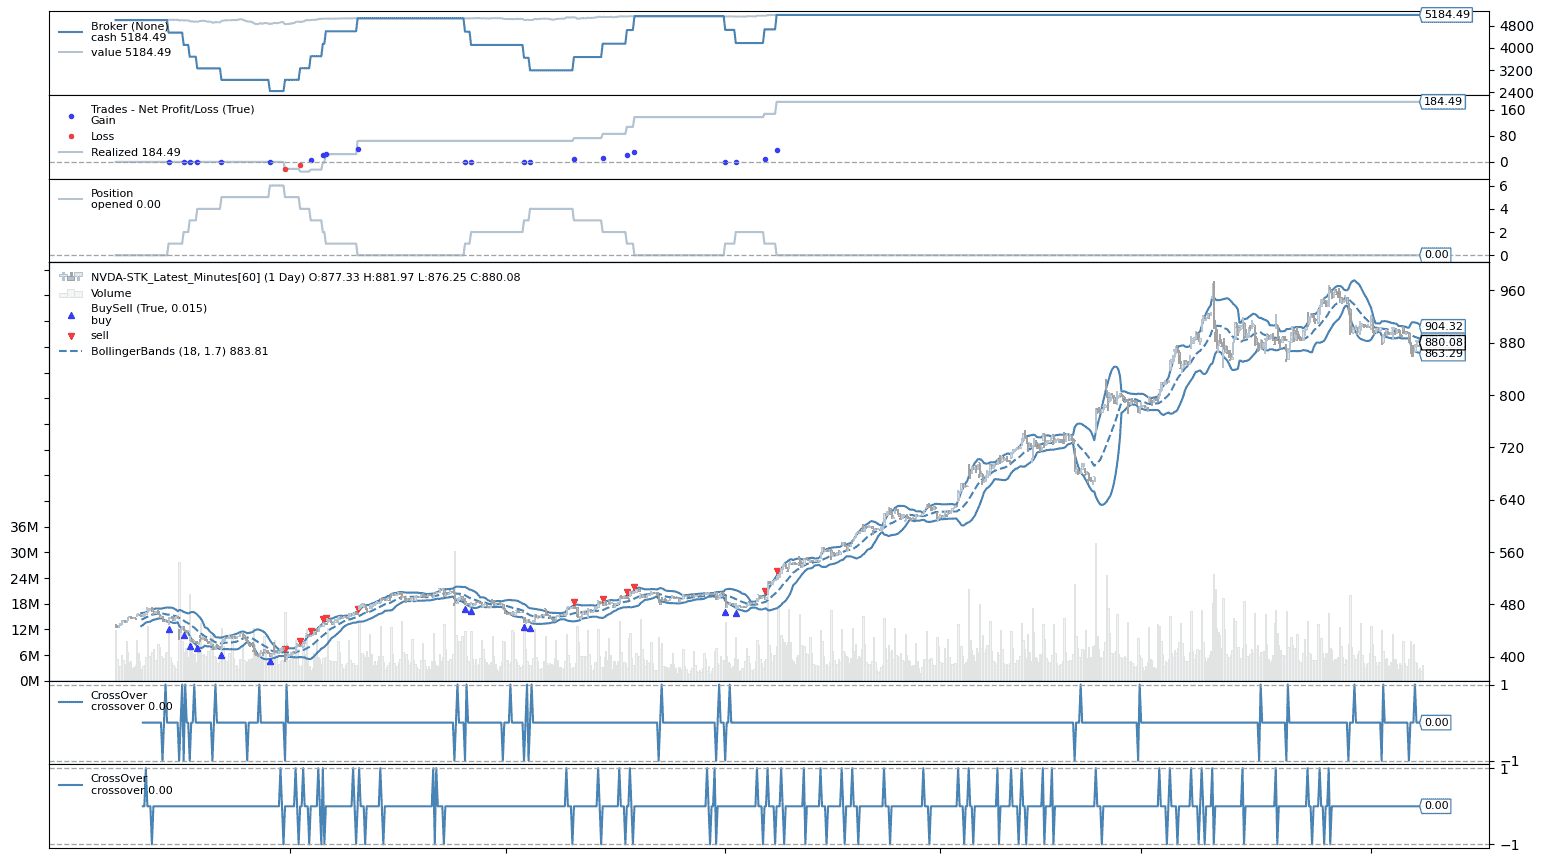 Broker (None)
cash 5184.49
value 5184.49
5184.49
4800
4000
3200
2400
Trades - Net Profit/Loss (True)
Gain
Loss
Realized 184.49
184.49
160
80
0
Position
opened 0.00
6
4
2
0
0.00
NVDA-STK_Latest_Minutes[60] (1 Day) O:877.33 H:881.97 L:876.25 C:880.08
Volume
BuySell (True, 0.015)
buy
sell
BollingerBands (18, 1.7) 883.81
960
904.32
880.08
863.29
880
800
720
640
560
480
400
36M
30M
24M
18M
12M
6M
0M
CrossOver
crossover 0.00
1
0.00
−1
CrossOver
crossover 0.00
1
0.00
−1